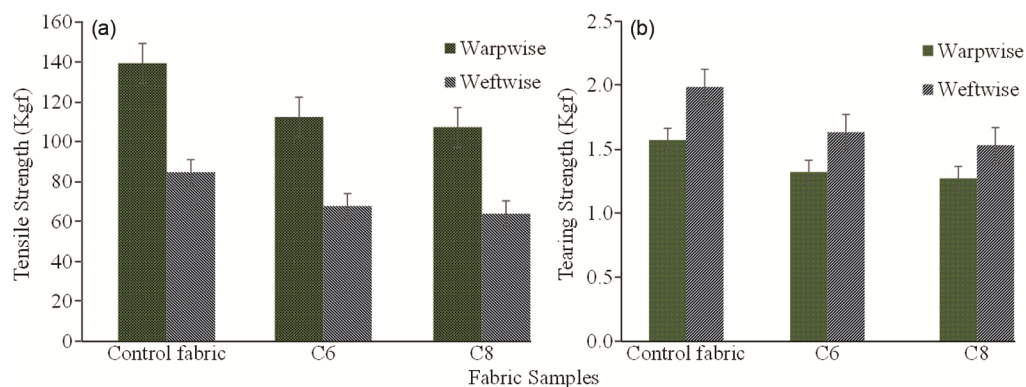 (a)
Tensile Strength (Kgf)
160
140
120
100
80
60
40
20
0
Warpwise
Weftwise
Control fabric C6 C8
(b)
Tearing Strength (Kgf)
2.5
2.0
1.5
1.0
0.5
0.0
Warpwise
Weftwise
Control fabric C6 C8
Fabric Samples